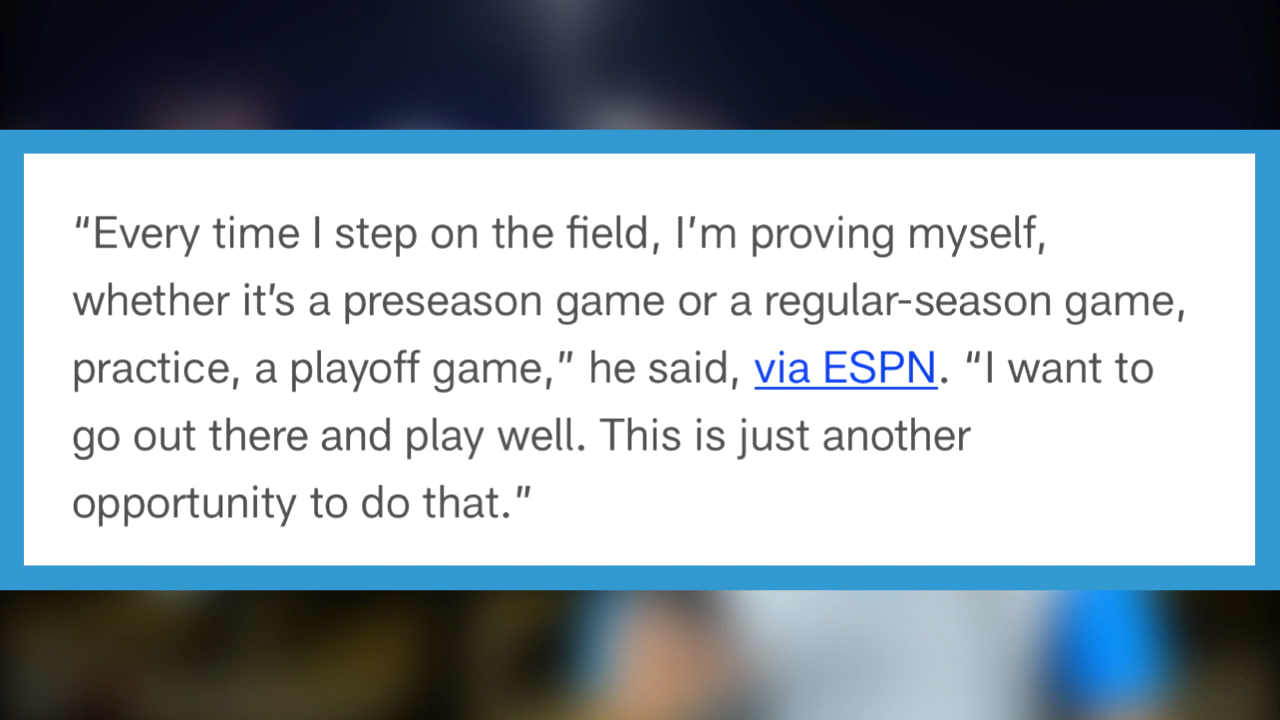 “Every time I step on the field, I’m proving myself,
whether it’s a preseason game or a regular-season game,
practice, a playoff game,” he said, via ESPN. “I want to
go out there and play well. This is just another
opportunity to do that.”